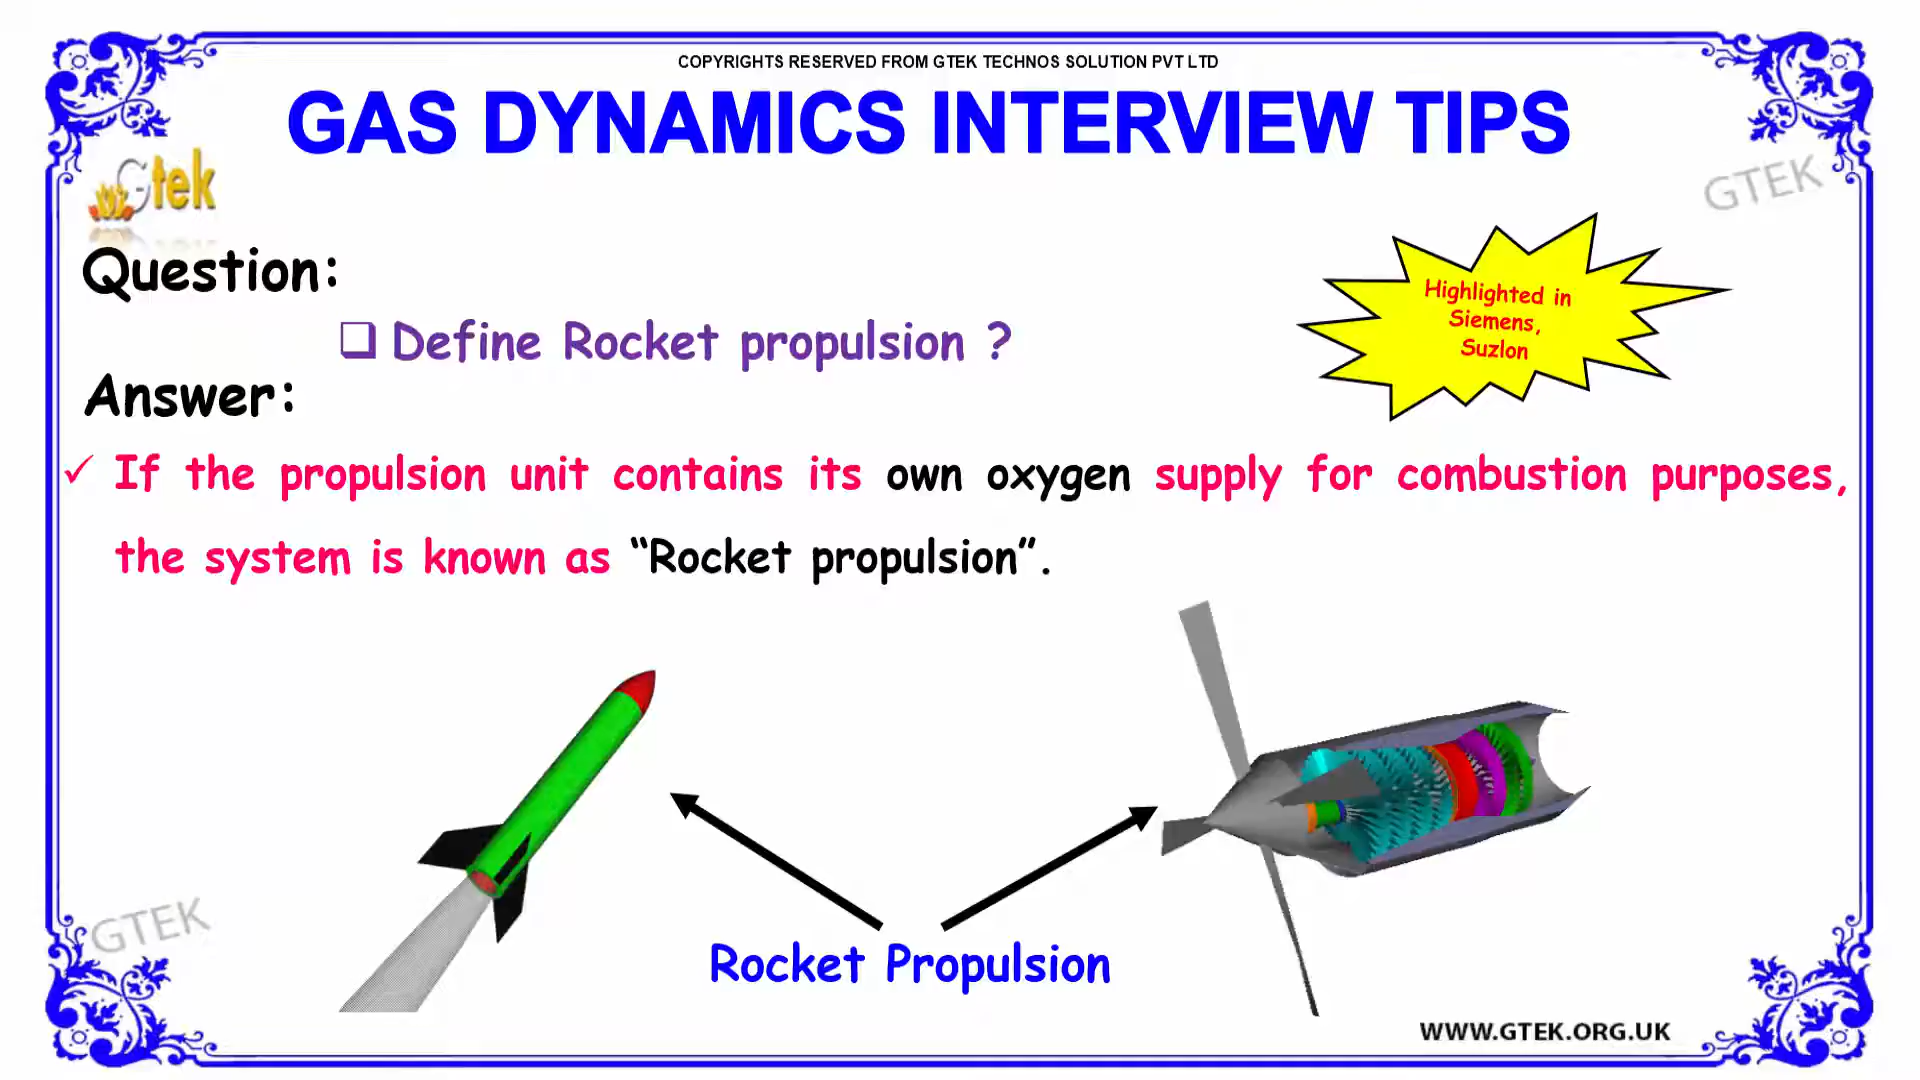 COPYRIGHTS RESERVED FROM GTEK TECHNOS SOLUTION PVT LTD
GAS DYNAMICS INTERVIEW TIPS
Gtek
GTEK
Question:
Define Rocket propulsion ?
Highlighted in
Siemens,
Suzlon
Answer:
✓ If the propulsion unit contains its own oxygen supply for combustion purposes,
the system is known as “Rocket propulsion”.
GTEK
Rocket Propulsion
WWW.GTEK.ORG.UK